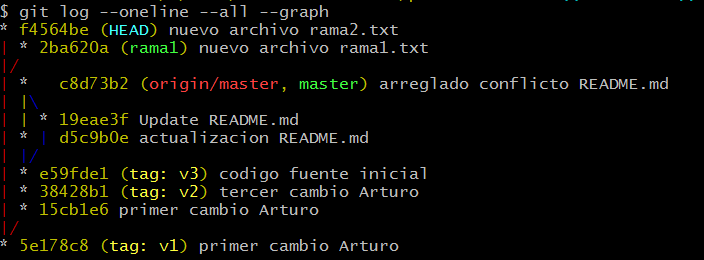 $ git log --oneline --all --graph
* f4564be (HEAD) nuevo archivo rama2.txt
| * 2ba620a (rama1) nuevo archivo rama1.txt
|/
| *   c8d73b2 (origin/master, master) arreglado conflicto README.md
| |\
| | * 19eae3f Update README.md
| * | d5c9b0e actualizacion README.md
| |/
| * e59fde1 (tag: v3) codigo fuente inicial
| * 38428b1 (tag: v2) tercer cambio Arturo
| * 15cb1e6 primer cambio Arturo
|/
* 5e178c8 (tag: v1) primer cambio Arturo